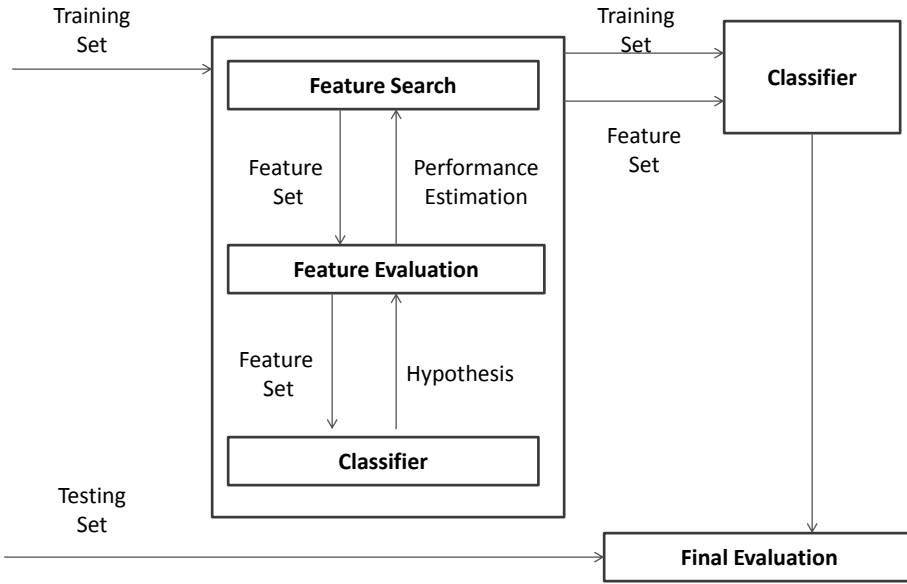 Training
Set
Training
Set
Feature Search
Classifier
Feature
Set
Performance
Estimation
Feature
Set
Feature Evaluation
Feature
Set
Hypothesis
Classifier
Testing
Set
Final Evaluation